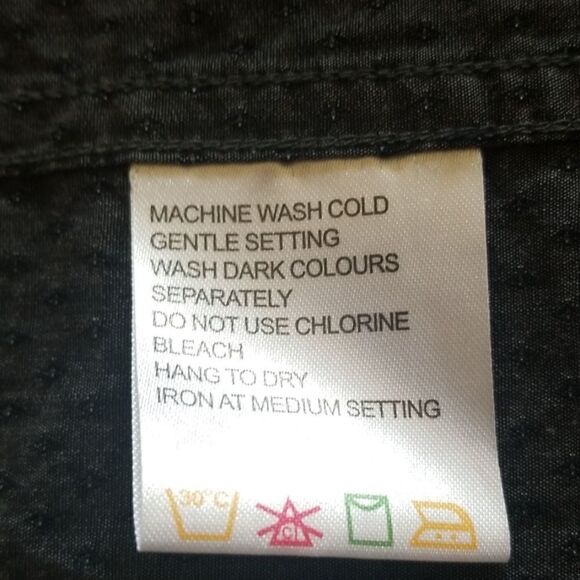 MACHINE WASH COLD
GENTLE SETTING
WASH DARK COLOURS
SEPARATELY
DO NOT USE CHLORINE
BLEACH
HANG TO DRY
IRON AT MEDIUM SETTING
30°C CL